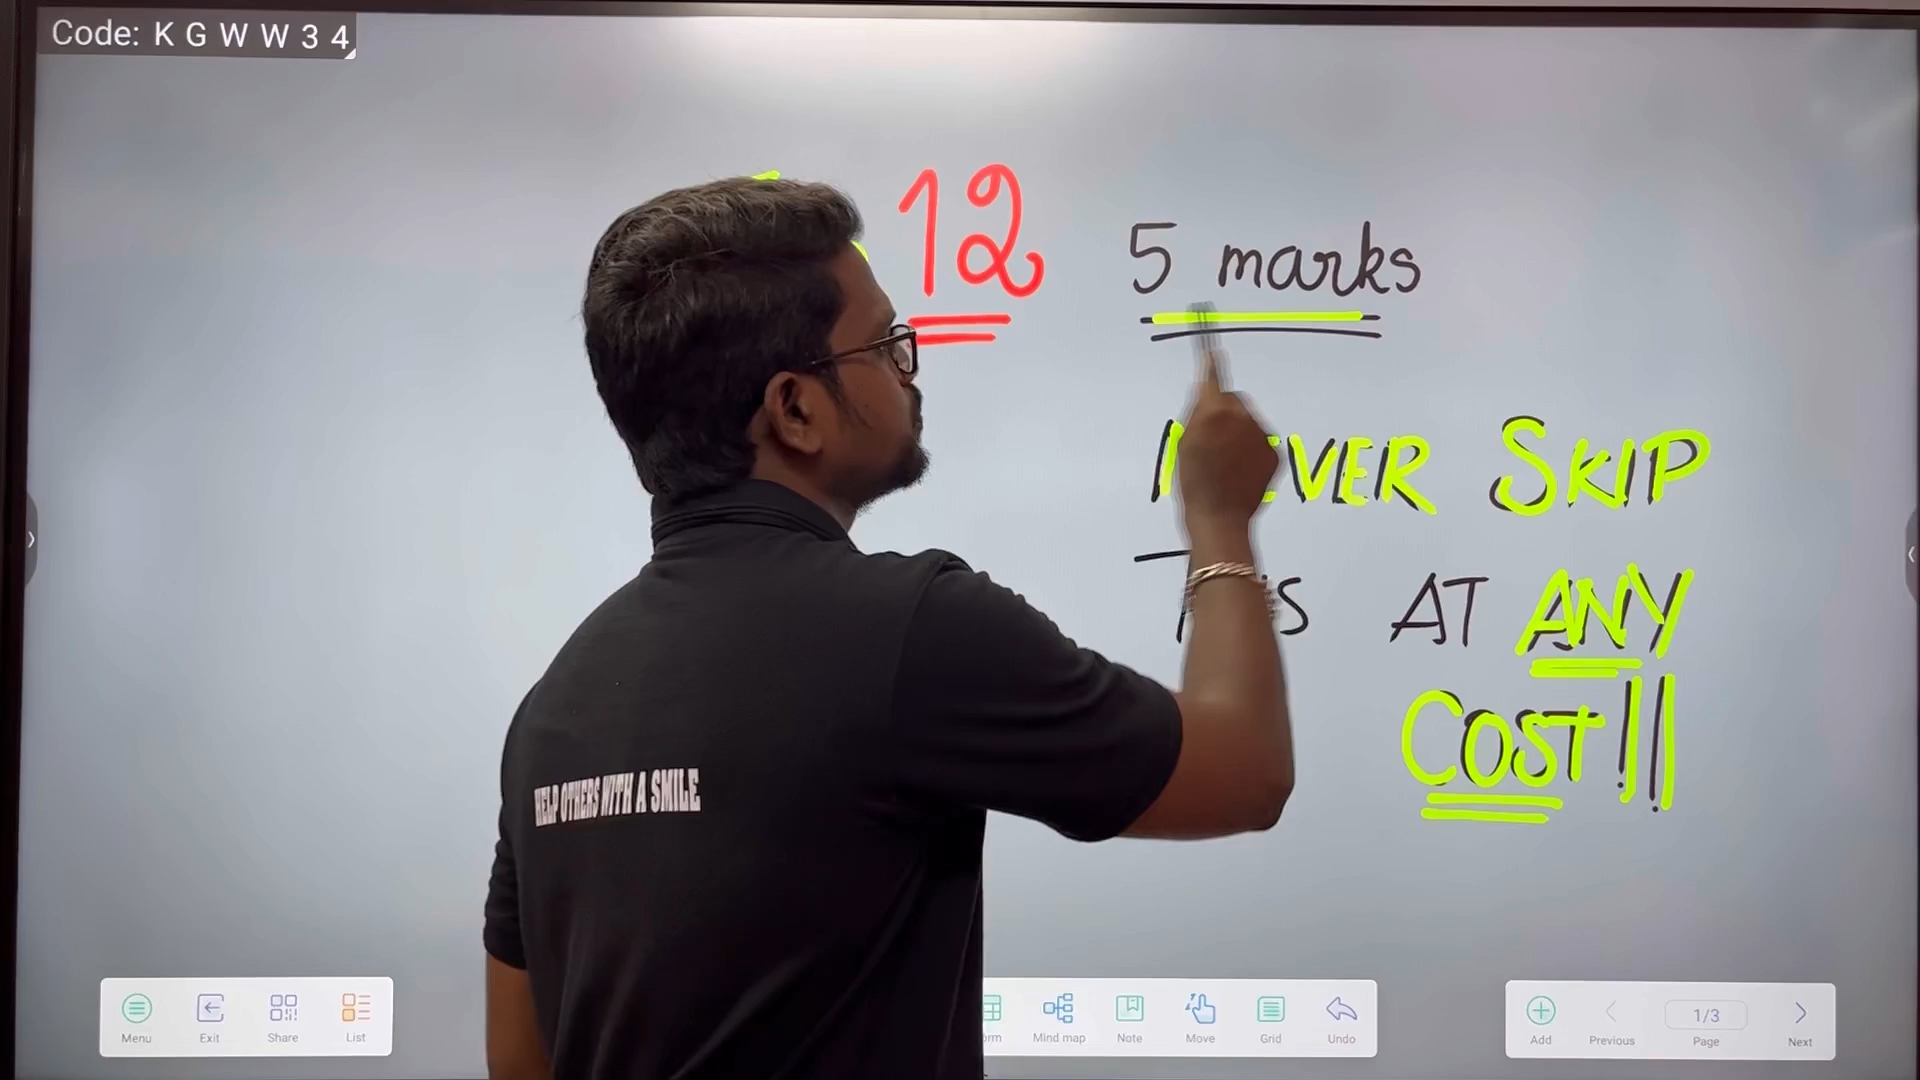 Code: K G W W 3 4
12 5 marks
SKIP
AT ANY
COST!!
HELP OTHERS WITH A SMILE
Menu Exit Share List
Mind map Note Move Grid Undo
1/3
Add Previous Page Next